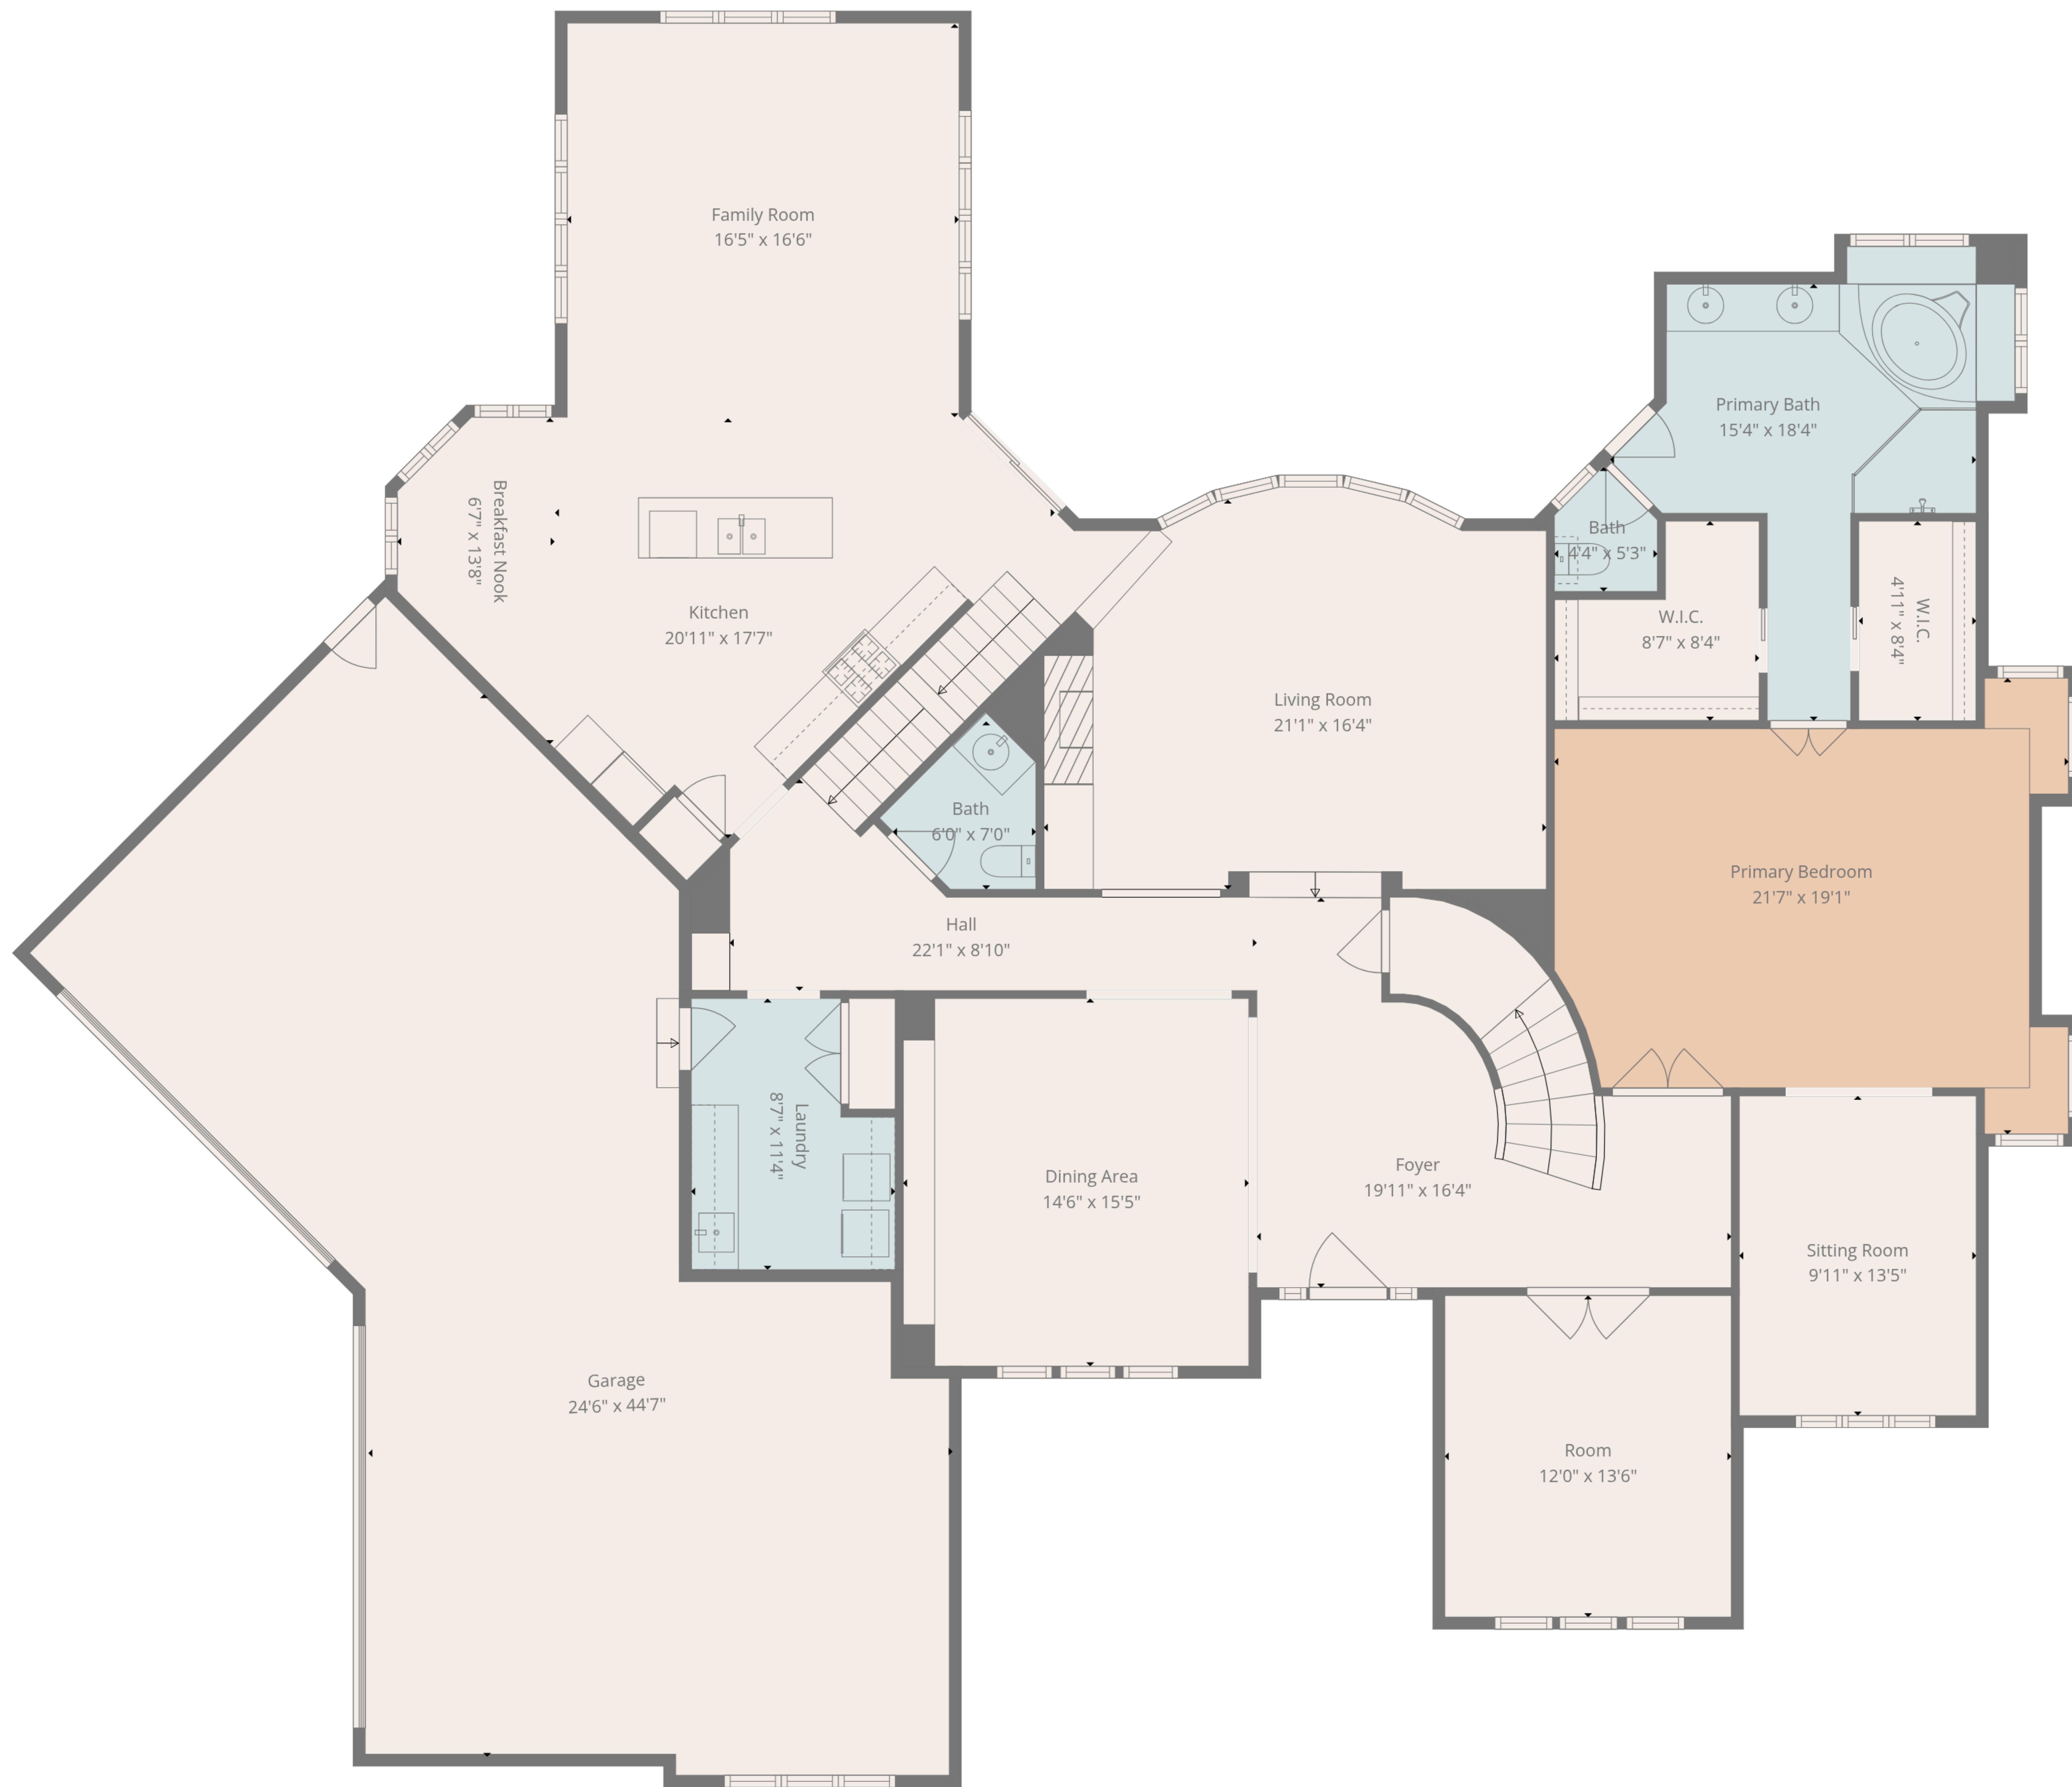 Family Room
16'5" x 16'6"
Primary Bath
15'4" x 18'4"
Breakfast Nook
6'7" x 13'8"
Bath
4'4" x 5'3"
Kitchen
20'11" x 17'7"
W.I.C.
8'7" x 8'4"
W.I.C.
4'11" x 8'4"
Living Room
21'1" x 16'4"
Bath
6'0" x 7'0"
Primary Bedroom
21'7" x 19'1"
Hall
22'1" x 8'10"
Laundry
8'7" x 11'4"
Dining Area
14'6" x 15'5"
Foyer
19'11" x 16'4"
Sitting Room
9'11" x 13'5"
Garage
24'6" x 44'7"
Room
12'0" x 13'6"